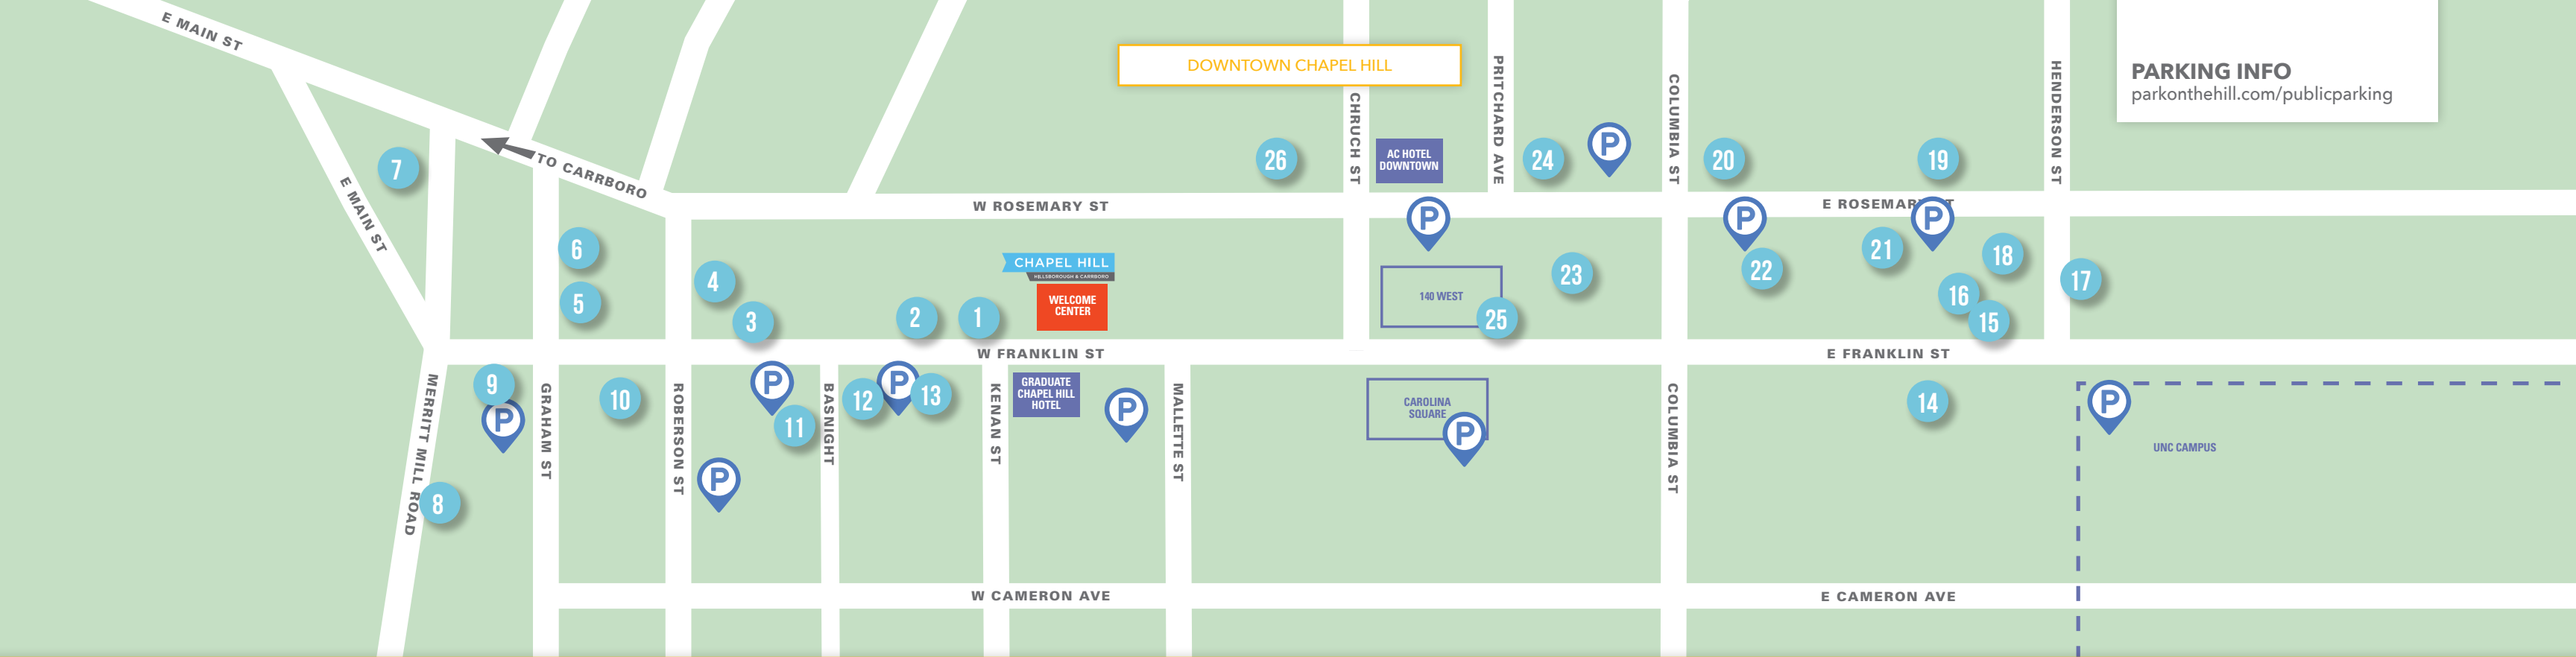 E MAIN ST
DOWNTOWN CHAPEL HILL
PARKING INFO
parkonthehill.com/publicparking
CHRUCH ST
PRITCHARD AVE
COLUMBIA ST
HENDERSON ST
7
TO CARRBORO
26
AC HOTEL
DOWNTOWN
24
P
20
19
E MAIN ST
W ROSEMARY ST
P
P
E ROSEMARY ST
P
6
4
CHAPEL HILL
HILLSBOROUGH & CARRBORO
23
22
21
18
17
5
3
2
1
WELCOME
CENTER
140 WEST
25
16
15
W FRANKLIN ST
E FRANKLIN ST
MERRITT MILL ROAD
9
P
GRAHAM ST
10
ROBERSON ST
P
11
BASNIGHT
12
P
13
KENAN ST
GRADUATE
CHAPEL HILL
HOTEL
P
MALLETTE ST
CAROLINA
SQUARE
P
COLUMBIA ST
14
P
UNC CAMPUS
8
P
W CAMERON AVE
E CAMERON AVE